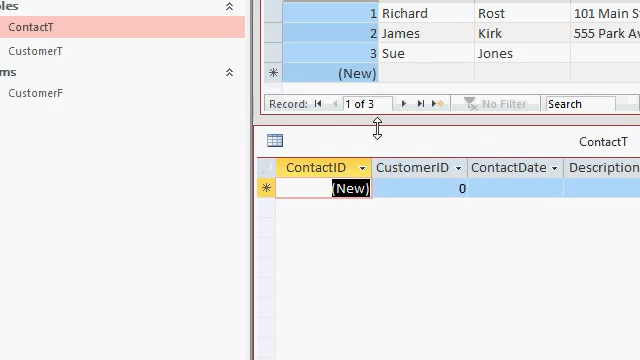 bles
ContactT
CustomerT
ms
CustomerF
1 Richard Rost 101 Main S
2 James Kirk 555 Park Av
3 Sue Jones
(New)
Record: 1 of 3 No Filter Search
ContactT
ContactID CustomerID ContactDate Description
(New) 0